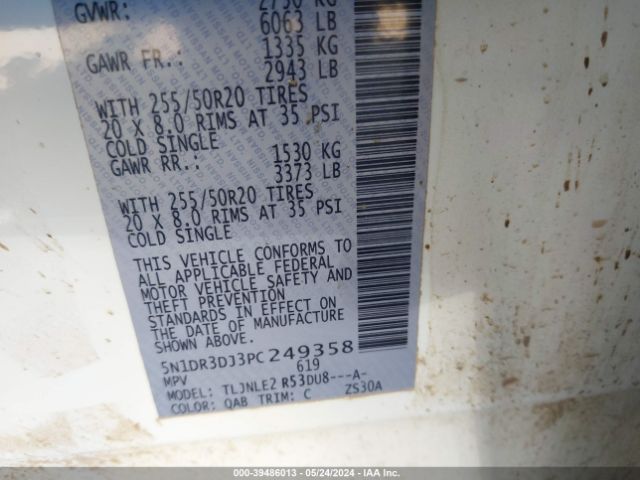 GVWR: 2750 KG
6063 LB
GAWR FR.: 1335 KG
2943 LB
WITH 255/50R20 TIRES
20 X 8.0 RIMS AT 35 PSI
COLD SINGLE
GAWR RR.: 1530 KG
3373 LB
WITH 255/50R20 TIRES
20 X 8.0 RIMS AT 35 PSI
COLD SINGLE
THIS VEHICLE CONFORMS TO
ALL APPLICABLE FEDERAL
MOTOR VEHICLE SAFETY AND
THEFT PREVENTION
STANDARDS IN EFFECT ON
THE DATE OF MANUFACTURE
SHOWN ABOVE.
5N1DR3DJ3PC249358
MPV 619
MODEL: TLJNLE2 R53DU8---A-
COLOR: QAB TRIM: C ZS30A
000-39486013 - 05/24/2024 - IAA Inc.